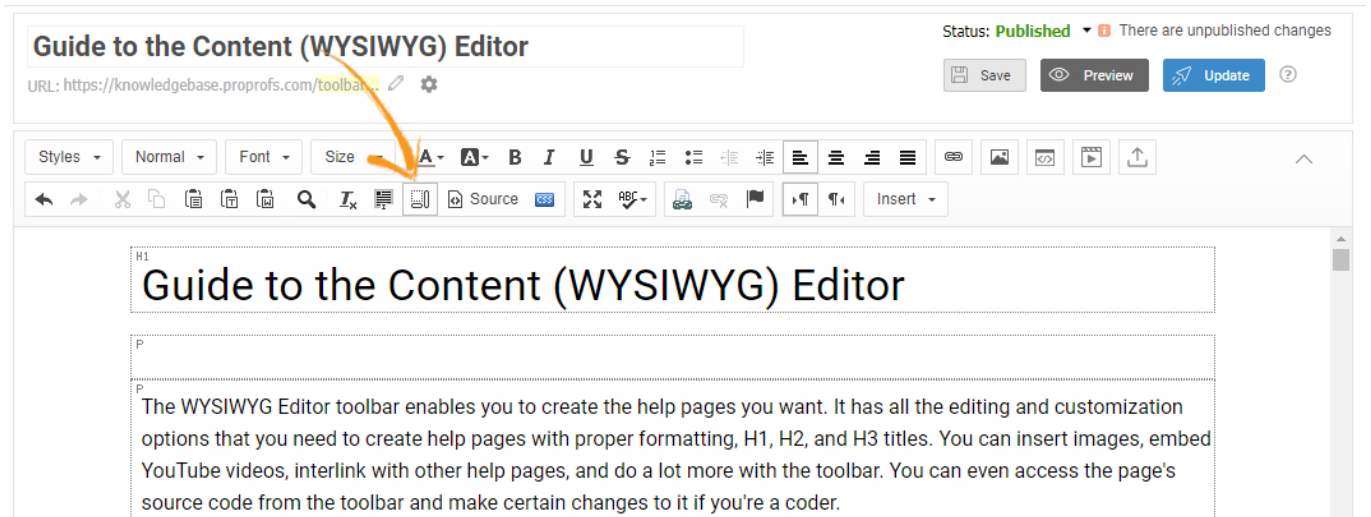 Guide to the Content (WYSIWYG) Editor
Status: Published There are unpublished changes
URL: https://knowledgebase.proprofs.com/toolbar...
Save Preview Update ?
Styles Normal Font Size A A B I U S
Tx Source CSS ABC Insert
H1
Guide to the Content (WYSIWYG) Editor
P
P
The WYSIWYG Editor toolbar enables you to create the help pages you want. It has all the editing and customization
options that you need to create help pages with proper formatting, H1, H2, and H3 titles. You can insert images, embed
YouTube videos, interlink with other help pages, and do a lot more with the toolbar. You can even access the page's
source code from the toolbar and make certain changes to it if you're a coder.